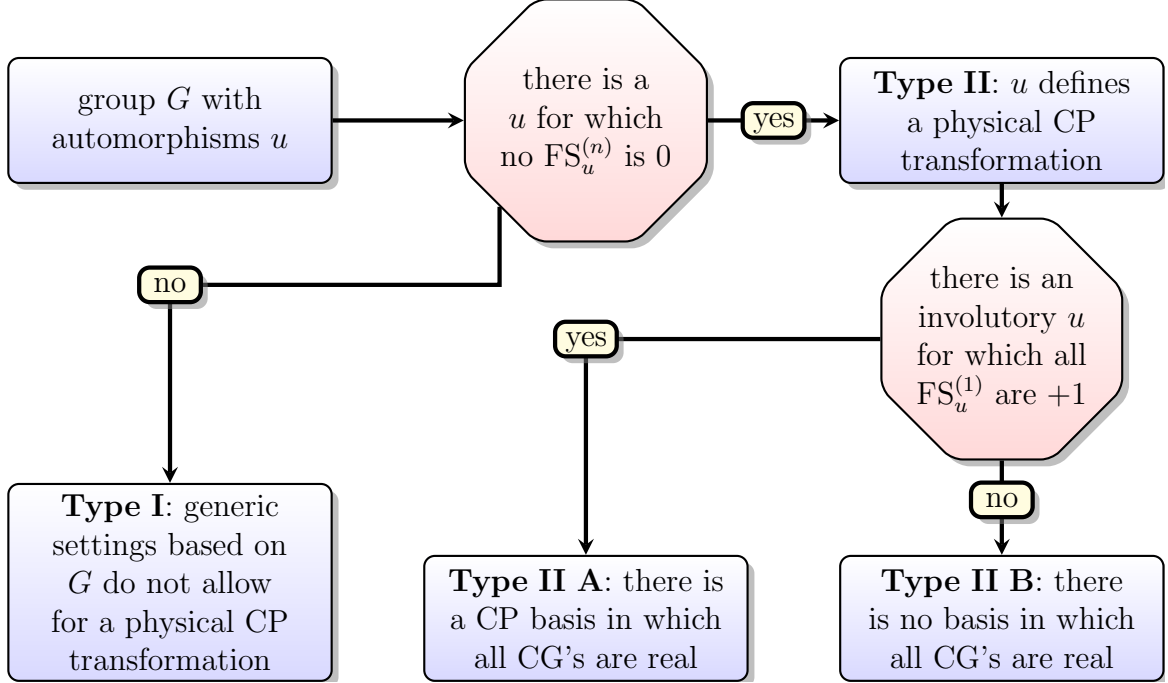 group G with
automorphisms u
there is a
u for which
no FS_u^{(n)} is 0
yes
Type II: u defines
a physical CP
transformation
no
there is an
involutory u
for which all
FS_u^{(1)} are +1
yes
no
Type I: generic
settings based on
G do not allow
for a physical CP
transformation
Type II A: there is
a CP basis in which
all CG's are real
Type II B: there
is no basis in which
all CG's are real